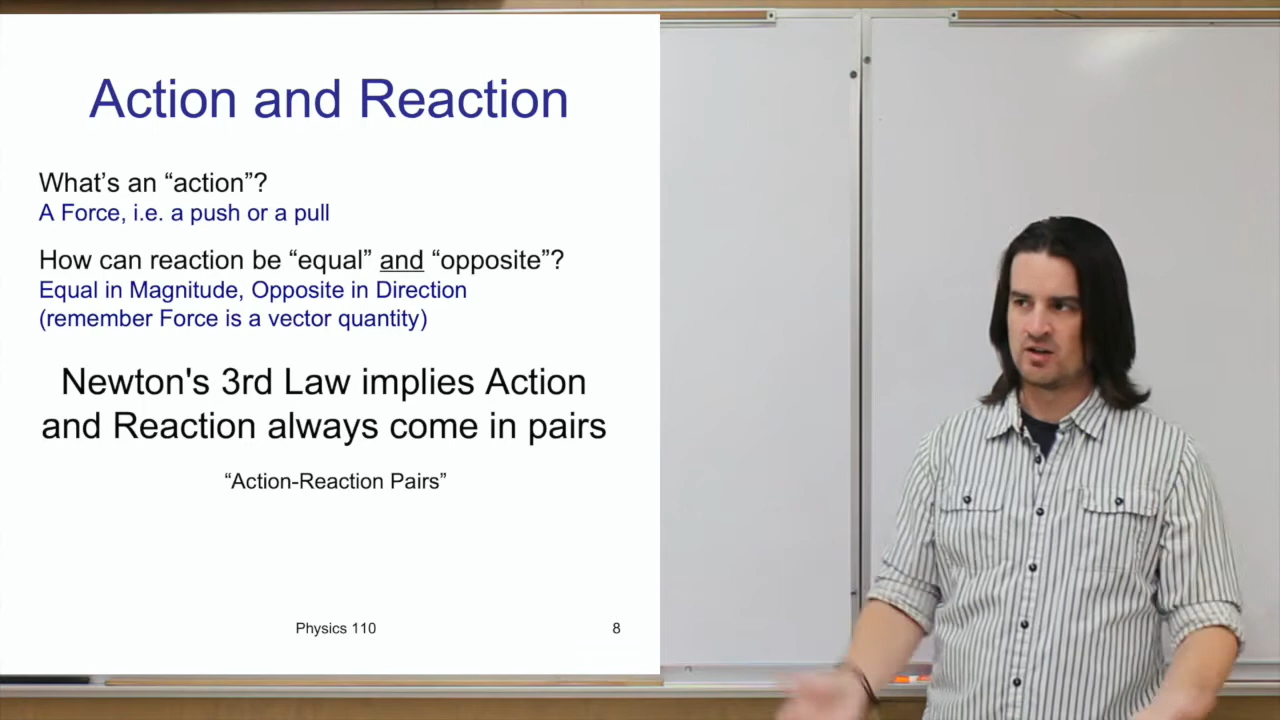 Action and Reaction
What’s an “action”?
A Force, i.e. a push or a pull
How can reaction be “equal” and “opposite”?
Equal in Magnitude, Opposite in Direction
(remember Force is a vector quantity)
Newton's 3rd Law implies Action
and Reaction always come in pairs
“Action-Reaction Pairs”
Physics 110
8